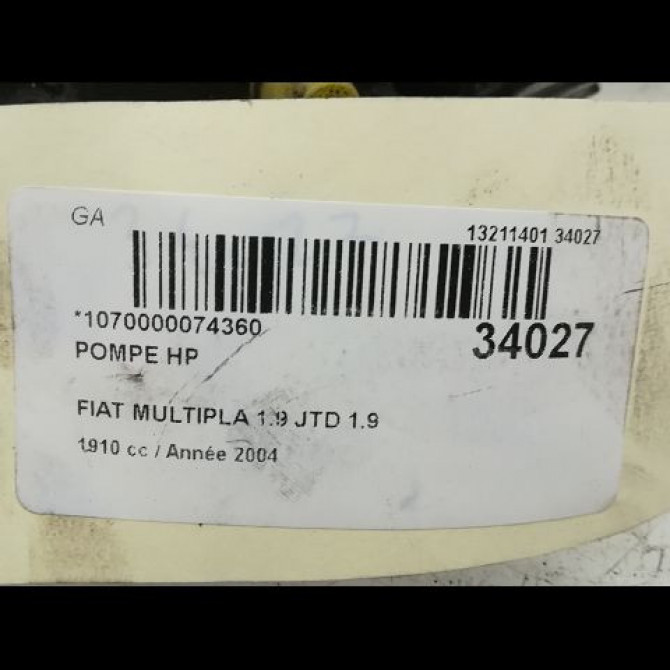 GA
13211401 34027
*1070000074360
34027
POMPE HP
FIAT MULTIPLA 1.9 JTD 1.9
1910 cc / Année 2004